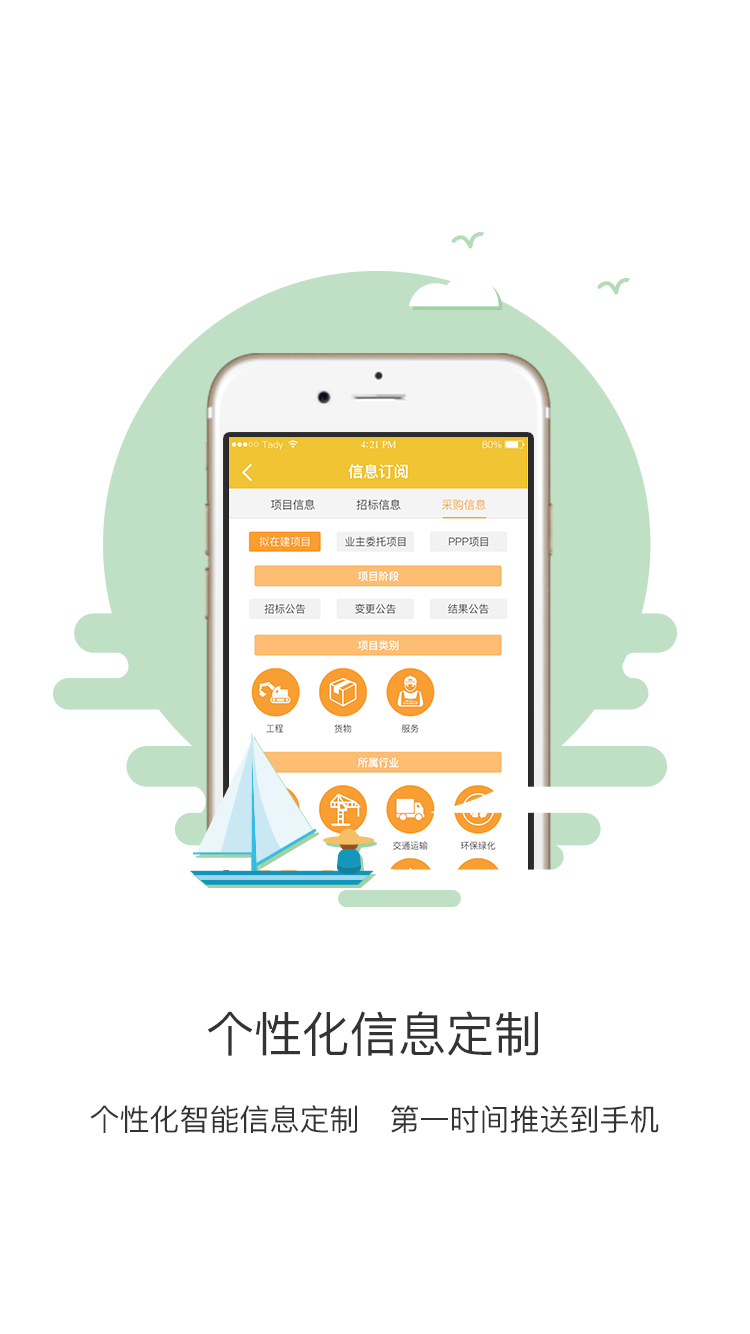 Tady 4:21 PM 80%
信息订阅
项目信息 招标信息 采购信息
拟在建项目 业主委托项目 PPP项目
项目阶段
招标公告 变更公告 结果公告
项目类别
工程 货物 服务
所属行业
交通运输 环保绿化
个性化信息定制
个性化智能信息定制 第一时间推送到手机